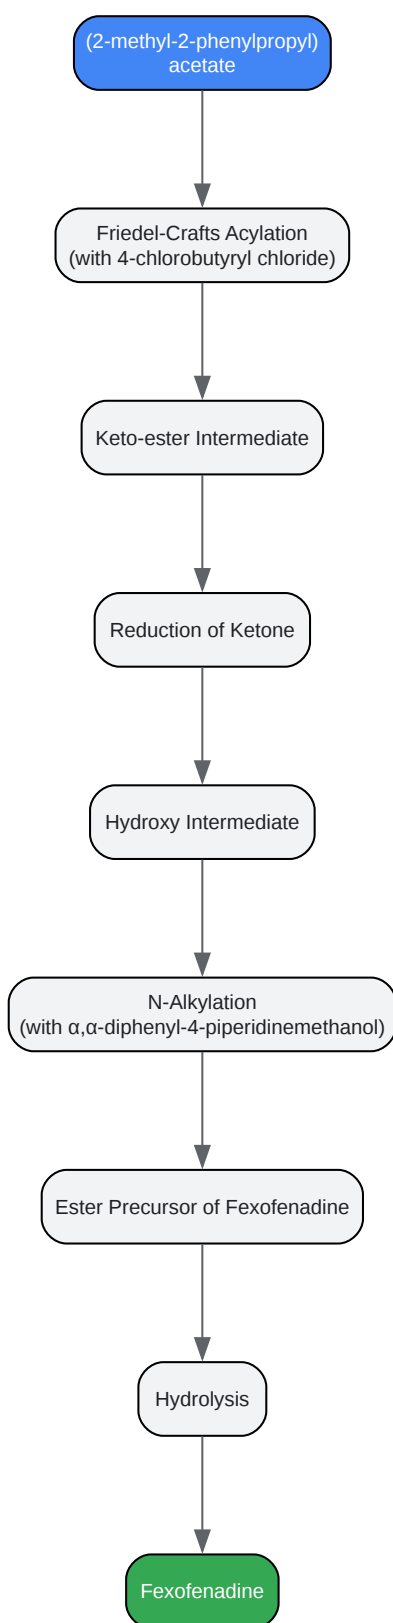 (2-methyl-2-phenylpropyl)
acetate
Friedel-Crafts Acylation
(with 4-chlorobutyryl chloride)
Keto-ester Intermediate
Reduction of Ketone
Hydroxy Intermediate
N-Alkylation
(with α,α-diphenyl-4-piperidinemethanol)
Ester Precursor of Fexofenadine
Hydrolysis
Fexofenadine